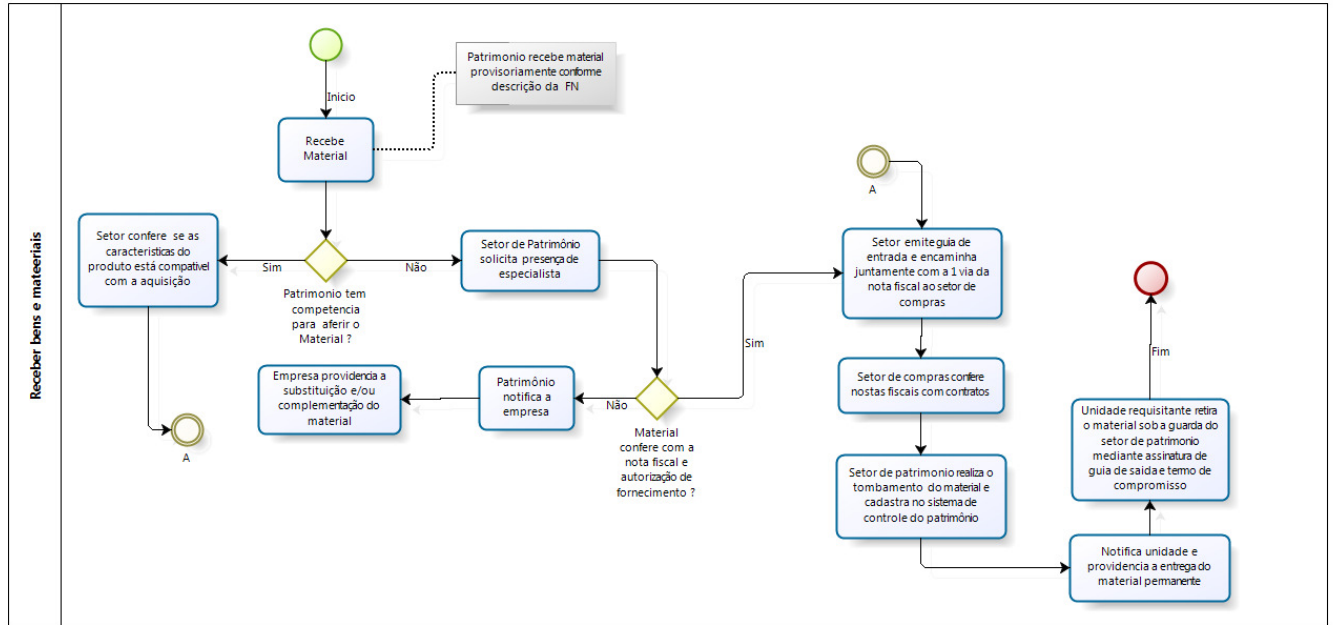 Receber bens e mateeriais
Inicio
Patrimonio recebe material
provisoriamente conforme
descrição da FN
Recebe
Material
Setor confere se as
caracteristicas do
produto está compativel
com a aquisição
Sim
Não
Patrimonio tem
competencia
para aferir o
Material ?
Setor de Patrimônio
solicita presença de
especialista
A
Empresa providencia a
substituição e/ou
complementação do
material
Patrimônio
notifica a
empresa
Não
Sim
Material
confere com a
nota fiscal e
autorização de
fornecimento ?
A
Setor emite guia de
entrada e encaminha
juntamente com a 1 via da
nota fiscal ao setor de
compras
Setor de compras confere
nostas fiscais com contratos
Setor de patrimonio realiza o
tombamento do material e
cadastra no sistema de
controle do patrimônio
Notifica unidade e
providencia a entrega do
material permanente
Unidade requisitante retira
o material sob a guarda do
setor de patrimonio
mediante assinatura de
guia de saida e termo de
compromisso
Fim